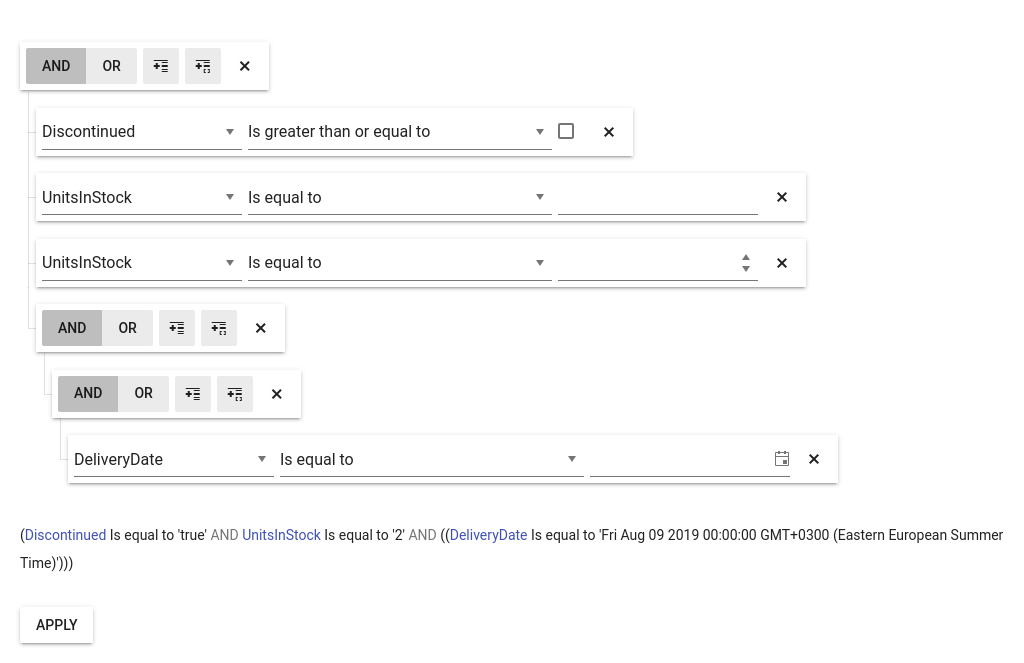 AND OR
Discontinued Is greater than or equal to
UnitsInStock Is equal to
UnitsInStock Is equal to
AND OR
AND OR
DeliveryDate Is equal to
(Discontinued Is equal to 'true' AND UnitsInStock Is equal to '2' AND ((DeliveryDate Is equal to 'Fri Aug 09 2019 00:00:00 GMT+0300 (Eastern European Summer
Time)')))
APPLY